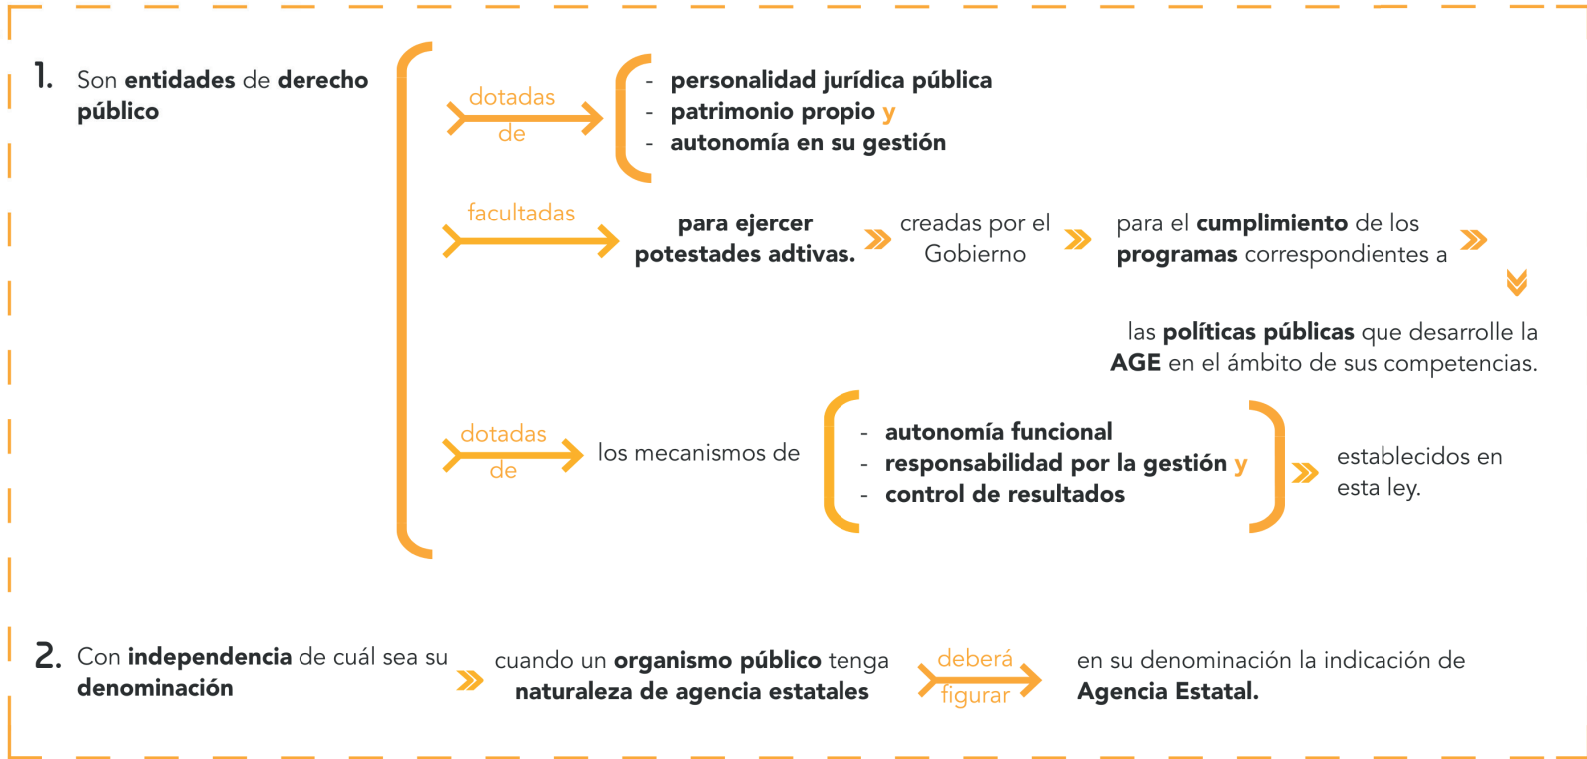 1. Son entidades de derecho
público
dotadas
de
- personalidad jurídica pública
- patrimonio propio y
- autonomía en su gestión
facultadas
para ejercer
potestades adtivas.
creadas por el
Gobierno
para el cumplimiento de los
programas correspondientes a
las políticas públicas que desarrolle la
AGE en el ámbito de sus competencias.
dotadas
de
los mecanismos de
- autonomía funcional
- responsabilidad por la gestión y
- control de resultados
establecidos en
esta ley.
2. Con independencia de cuál sea su
denominación
cuando un organismo público tenga
naturaleza de agencia estatales
deberá
figurar
en su denominación la indicación de
Agencia Estatal.